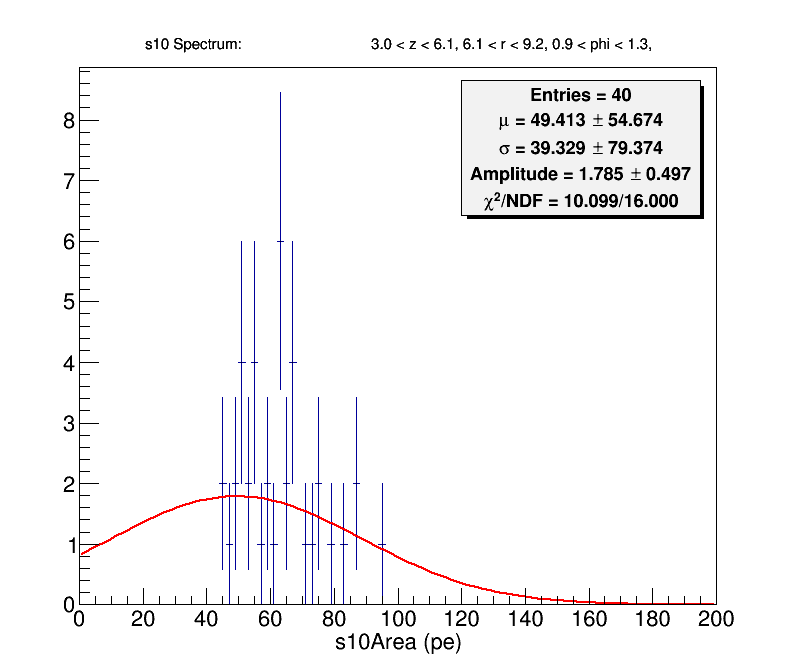 s10 Spectrum: 3.0 < z < 6.1, 6.1 < r < 9.2, 0.9 < phi < 1.3,
Entries = 40
μ = 49.413 ± 54.674
σ = 39.329 ± 79.374
Amplitude = 1.785 ± 0.497
χ²/NDF = 10.099/16.000
8
7
6
5
4
3
2
1
0
0 20 40 60 80 100 120 140 160 180 200
s10Area (pe)